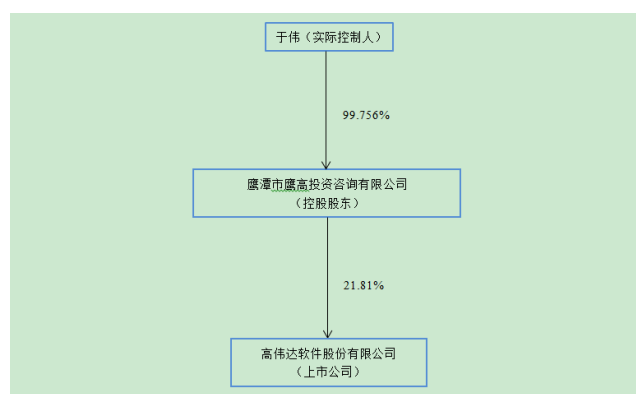 于伟（实际控制人）
99.756%
鹰潭市鹰高投资咨询有限公司
（控股股东）
21.81%
高伟达软件股份有限公司
（上市公司）